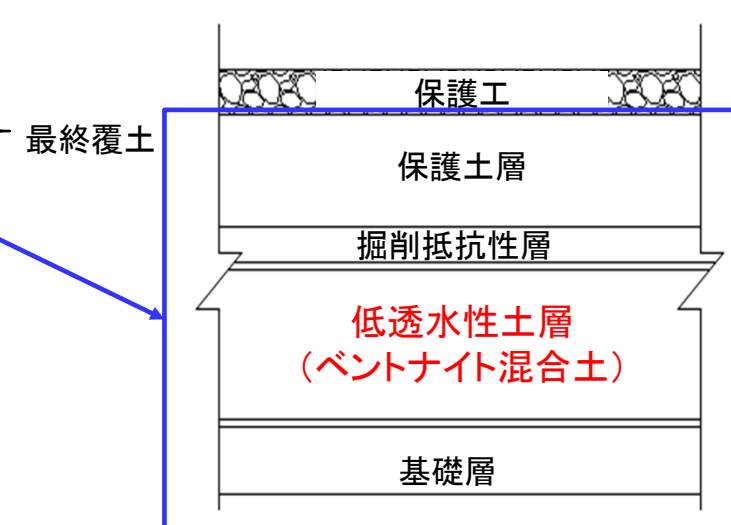 保護工
最終覆土
保護土層
掘削抵抗性層
低透水性土層
（ベントナイト混合土）
基礎層